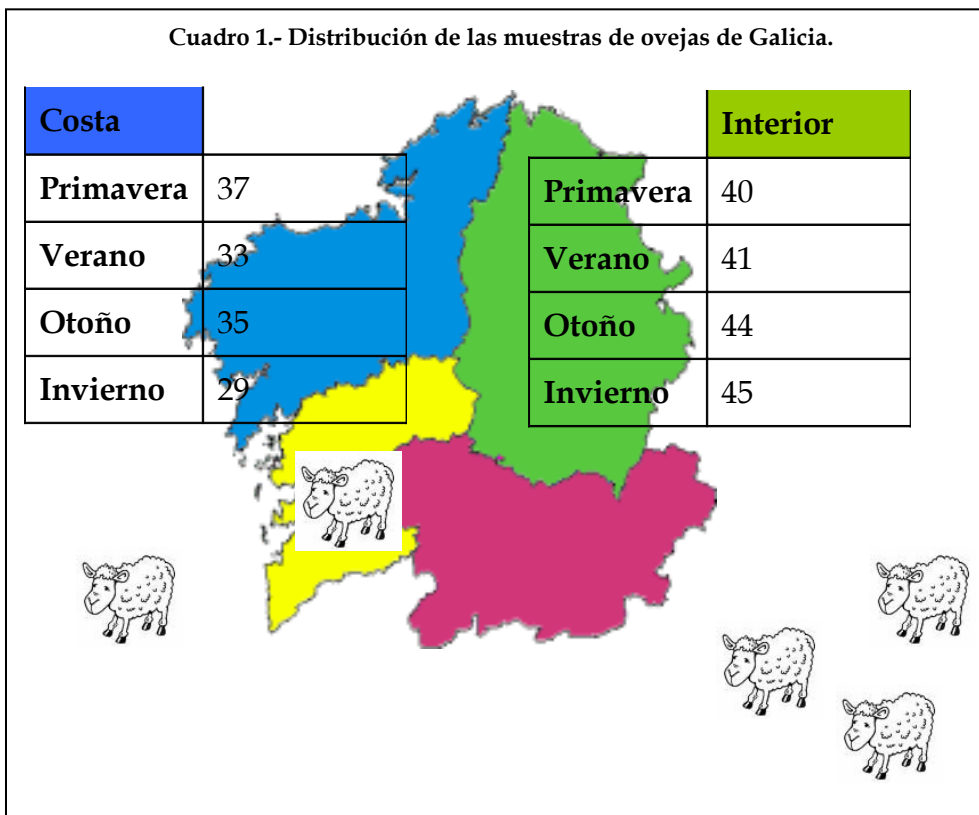 Cuadro 1.- Distribución de las muestras de ovejas de Galicia.
Costa
Primavera 37
Verano 33
Otoño 35
Invierno 29
Interior
Primavera 40
Verano 41
Otoño 44
Invierno 45